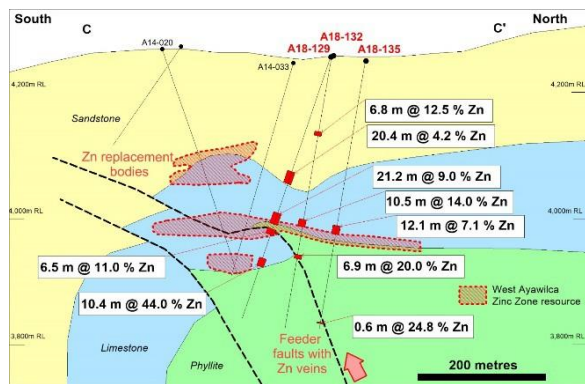 South
C
A18-132
C'
North
A14-020
A18-129
A18-135
A14-033
4,200m RL
4,200m RL
6.8 m @ 12.5 % Zn
Sandstone
20.4 m @ 4.2 % Zn
Zn replacement
bodies
21.2 m @ 9.0 % Zn
10.5 m @ 14.0 % Zn
4,000m RL
4,000m RL
12.1 m @ 7.1 % Zn
6.5 m @ 11.0 % Zn
6.9 m @ 20.0 % Zn
10.4 m @ 44.0 % Zn
West Ayawilca
Zinc Zone resource
0.6 m @ 24.8 % Zn
3,800m RL
3,800m RL
Limestone
Feeder
faults with
Zn veins
Phyllite
200 metres